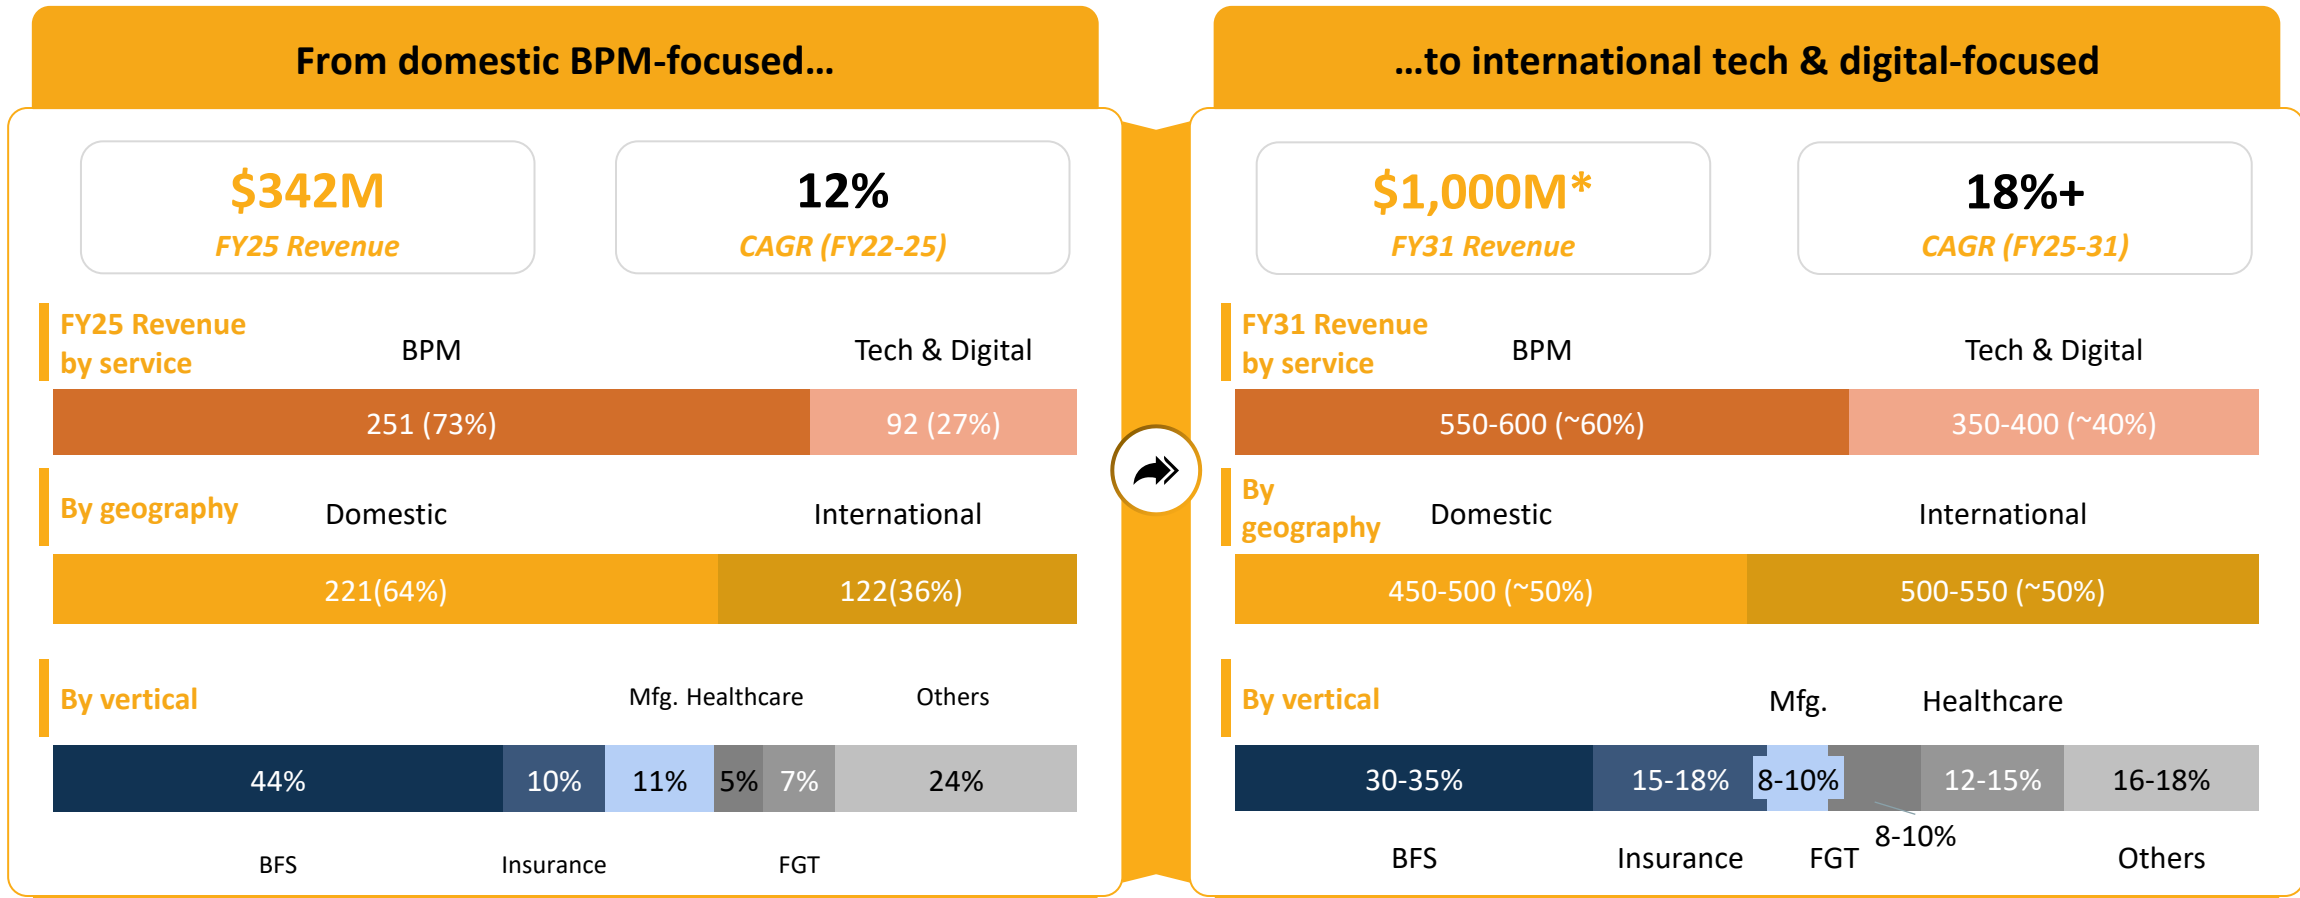 From domestic BPM-focused…
$342M
FY25 Revenue
12%
CAGR (FY22-25)
FY25 Revenue
by service
BPM
Tech & Digital
251 (73%)
92 (27%)
By geography
Domestic
International
221(64%)
122(36%)
By vertical
Mfg.
Healthcare
Others
44%
10%
11%
5%
7%
24%
BFS
Insurance
FGT
…to international tech & digital-focused
$1,000M*
FY31 Revenue
18%+
CAGR (FY25-31)
FY31 Revenue
by service
BPM
Tech & Digital
550-600 (~60%)
350-400 (~40%)
By
geography
Domestic
International
450-500 (~50%)
500-550 (~50%)
By vertical
Mfg.
Healthcare
30-35%
15-18%
8-10%
12-15%
16-18%
8-10%
BFS
Insurance
FGT
Others